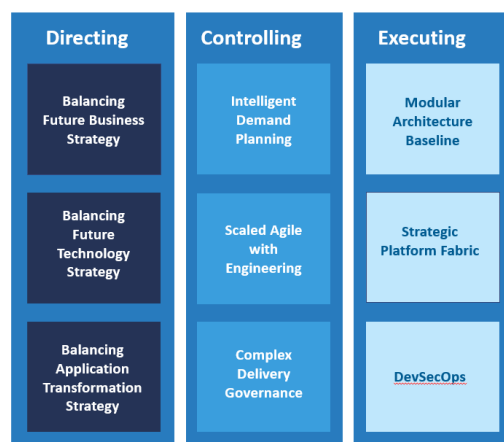 Directing
Balancing
Future Business
Strategy
Balancing
Future
Technology
Strategy
Balancing
Application
Transformation
Strategy
Controlling
Intelligent
Demand
Planning
Scaled Agile
with
Engineering
Complex
Delivery
Governance
Executing
Modular
Architecture
Baseline
Strategic
Platform Fabric
DevSecOps